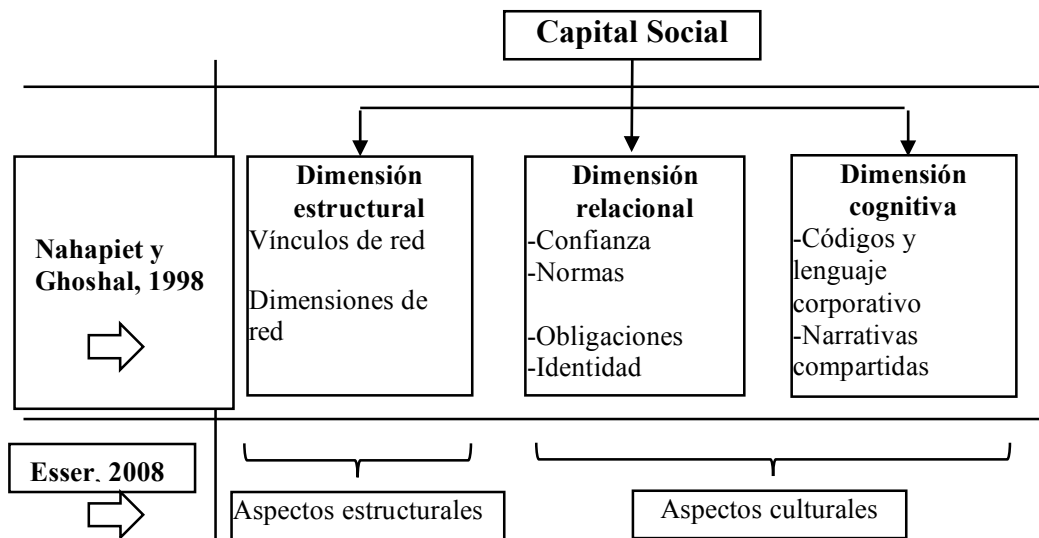 Capital Social
Nahapiet y
Ghoshal, 1998
Dimensión
estructural
Vínculos de red
Dimensiones de
red
Dimensión
relacional
-Confianza
-Normas
-Obligaciones
-Identidad
Dimensión
cognitiva
-Códigos y
lenguaje
corporativo
-Narrativas
compartidas
Esser, 2008
Aspectos estructurales
Aspectos culturales